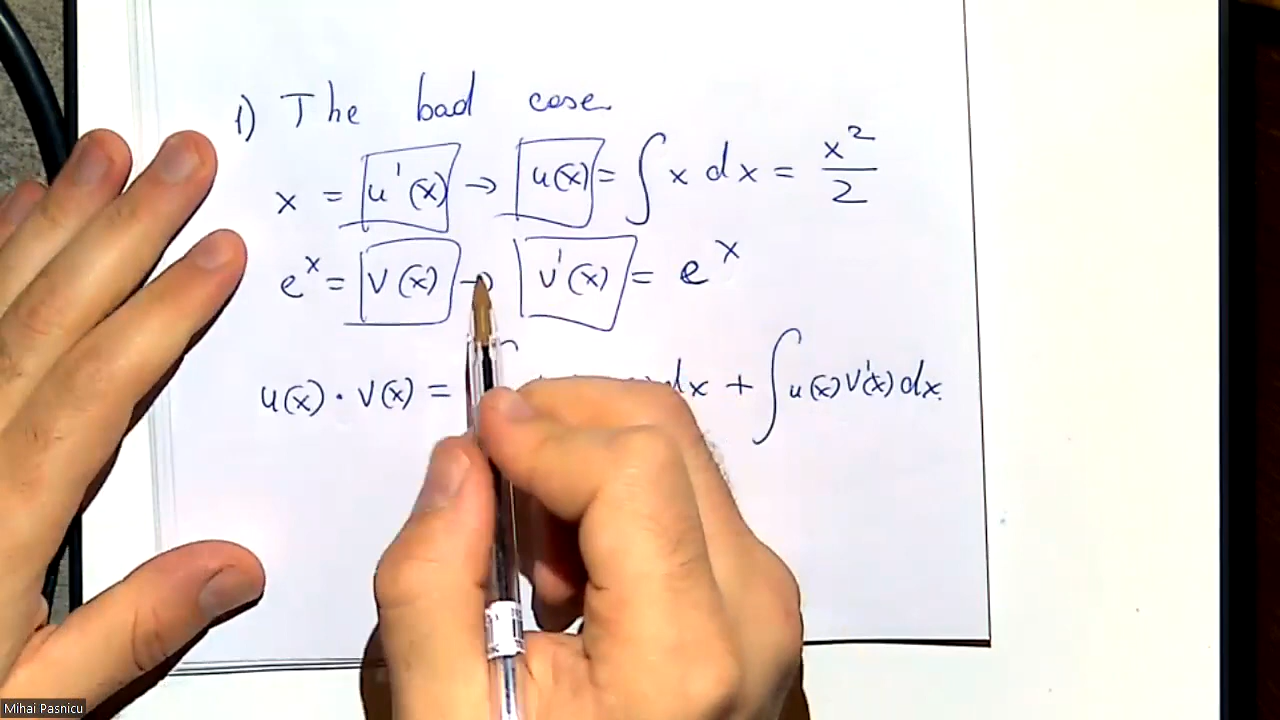 1) The bad case
x = u'(x) → u(x) = ∫ x dx = x²/2
eˣ = v(x) → v'(x) = eˣ
u(x) · v(x) = dx + ∫ u(x) v'(x) dx.
Mihai Pasnicu